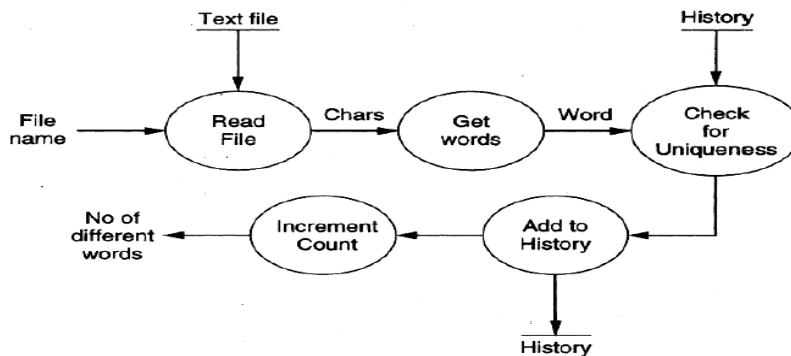 Text file
History
File
name
Read
File
Chars
Get
words
Word
Check
for
Uniqueness
No of
different
words
Increment
Count
Add to
History
History